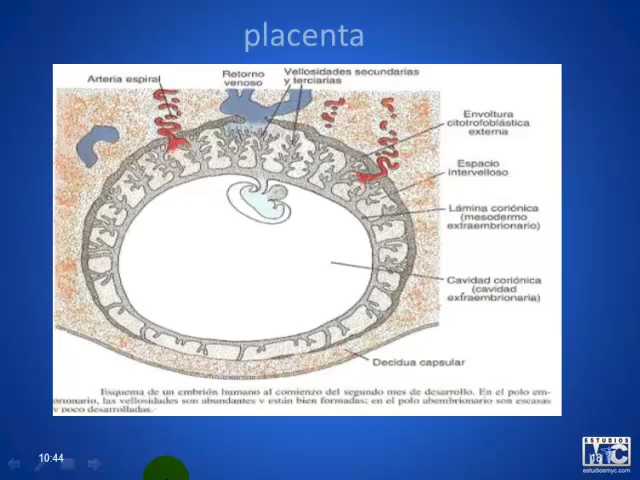 placenta
Arteria espiral
Retorno
venoso
Vellosidades secundarias
y terciarias
Envoltura
citotrofoblástica
externa
Espacio
intervelloso
Lámina coriónica
(mesodermo
extraembrionario)
Cavidad coriónica
(cavidad
extraembrionaria)
Decidua capsular
Esquema de un embrión humano al comienzo del segundo mes de desarrollo. En el polo em-
brionario, las vellosidades son abundantes y están bien formadas; en el polo abembrionario son escasas
y poco desarrolladas.
10:44
ESTUDIOS
MYC
estudiosmyc.com